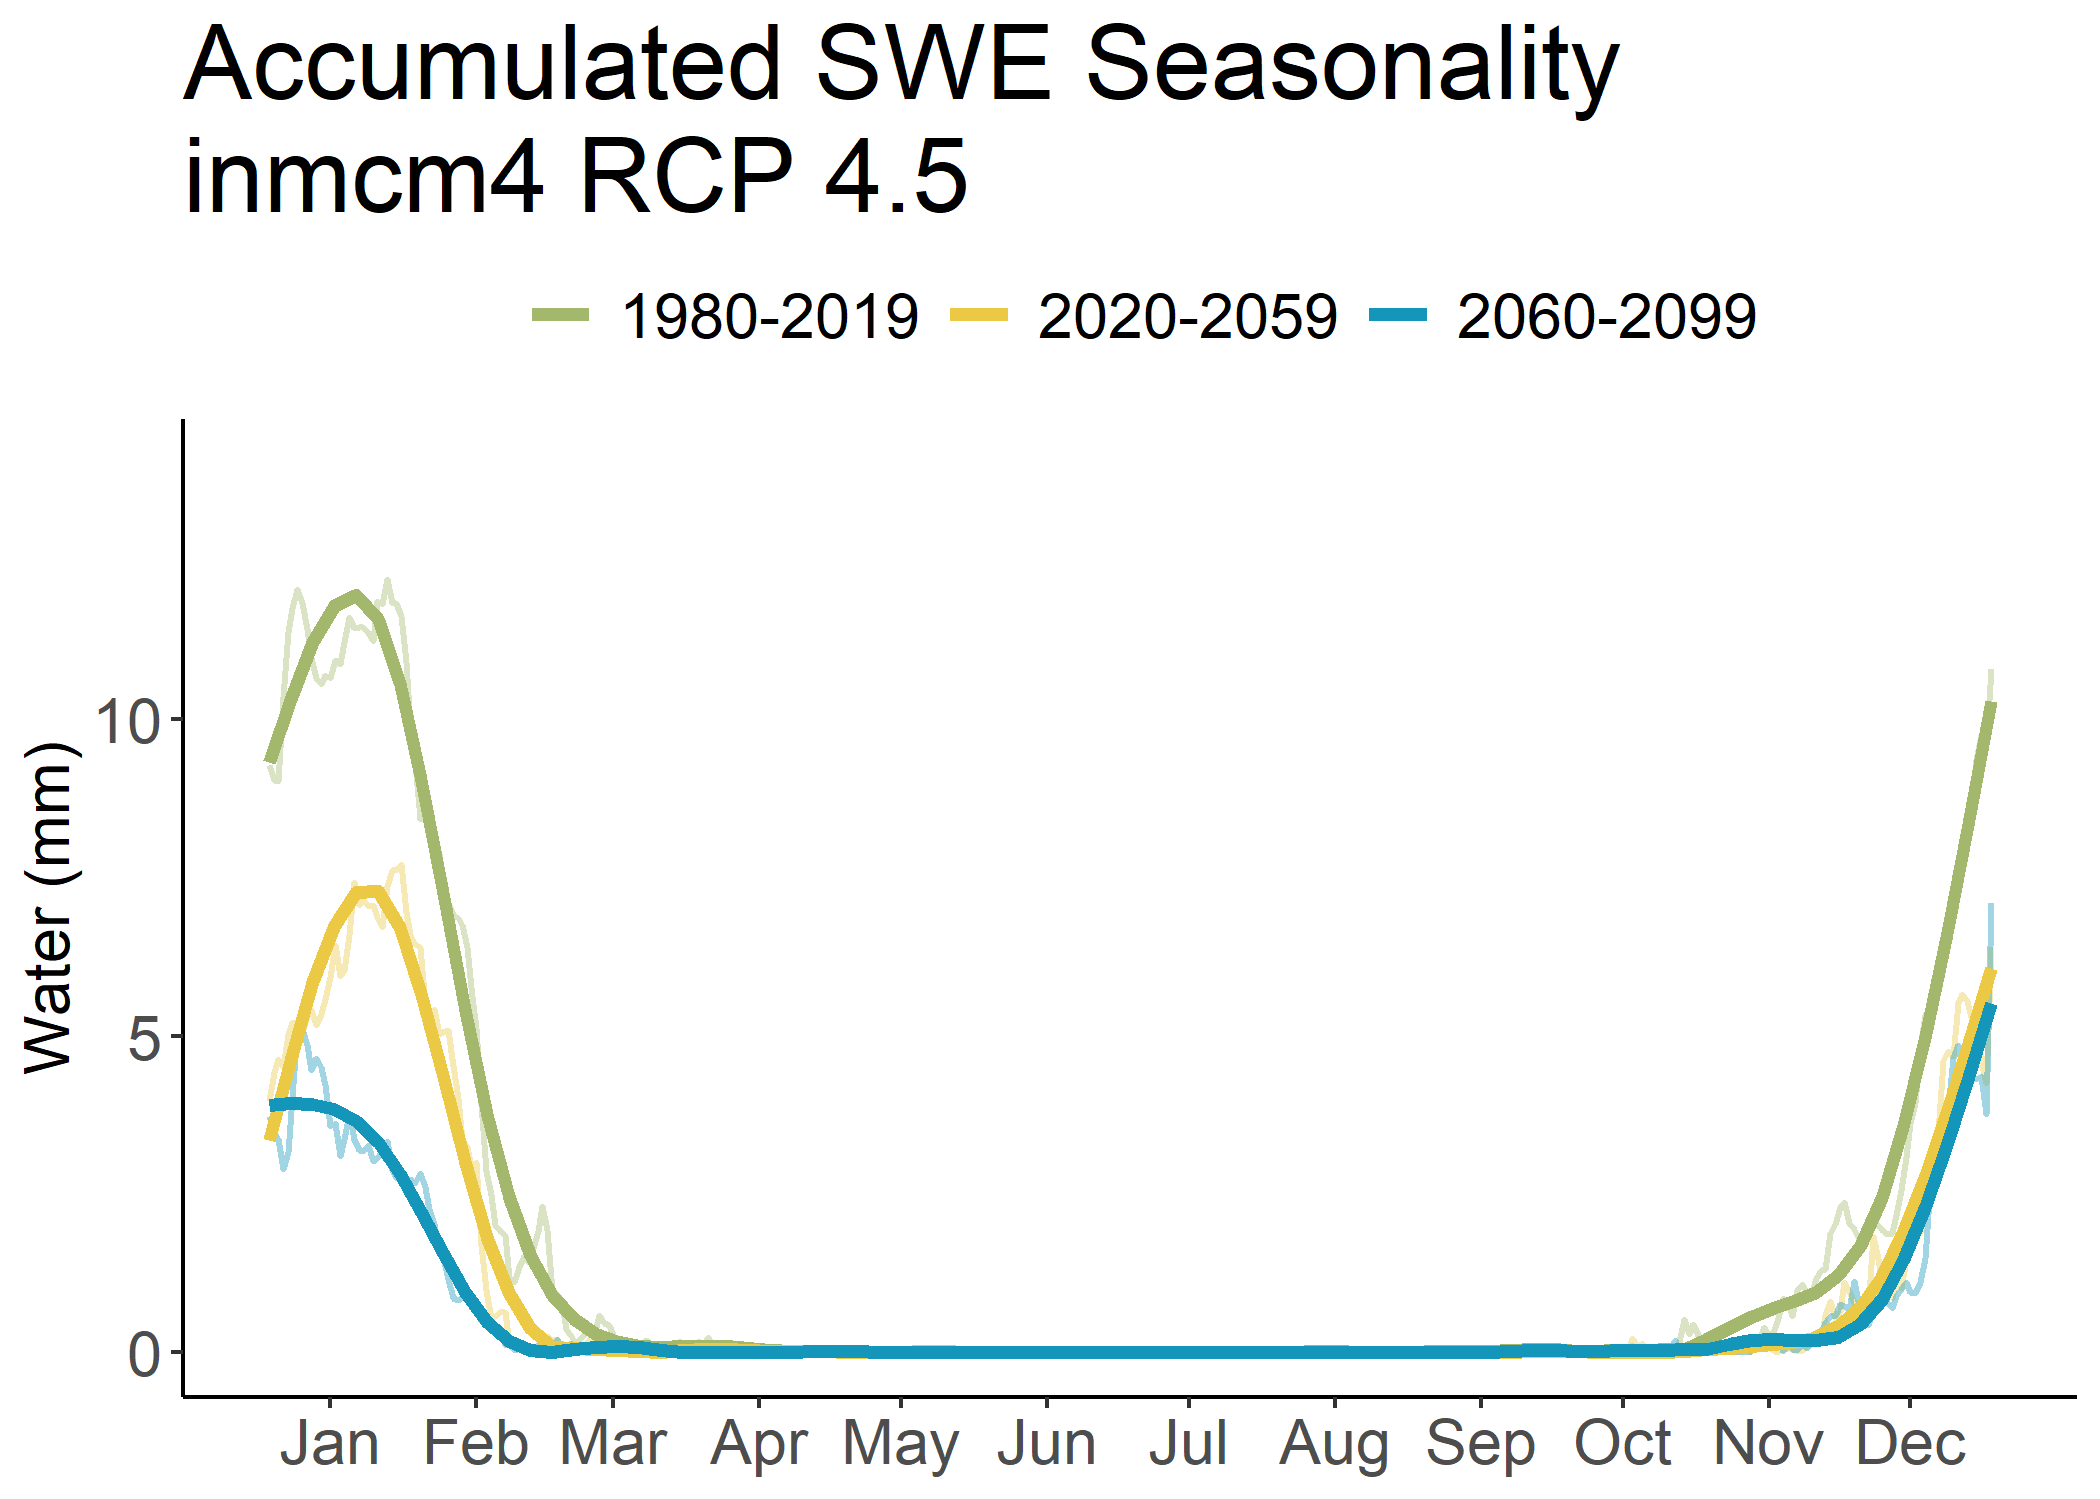 Accumulated SWE Seasonality
inmcm4 RCP 4.5
1980-2019 2020-2059 2060-2099
Water (mm)
10
5
0
Jan Feb Mar Apr May Jun Jul Aug Sep Oct Nov Dec